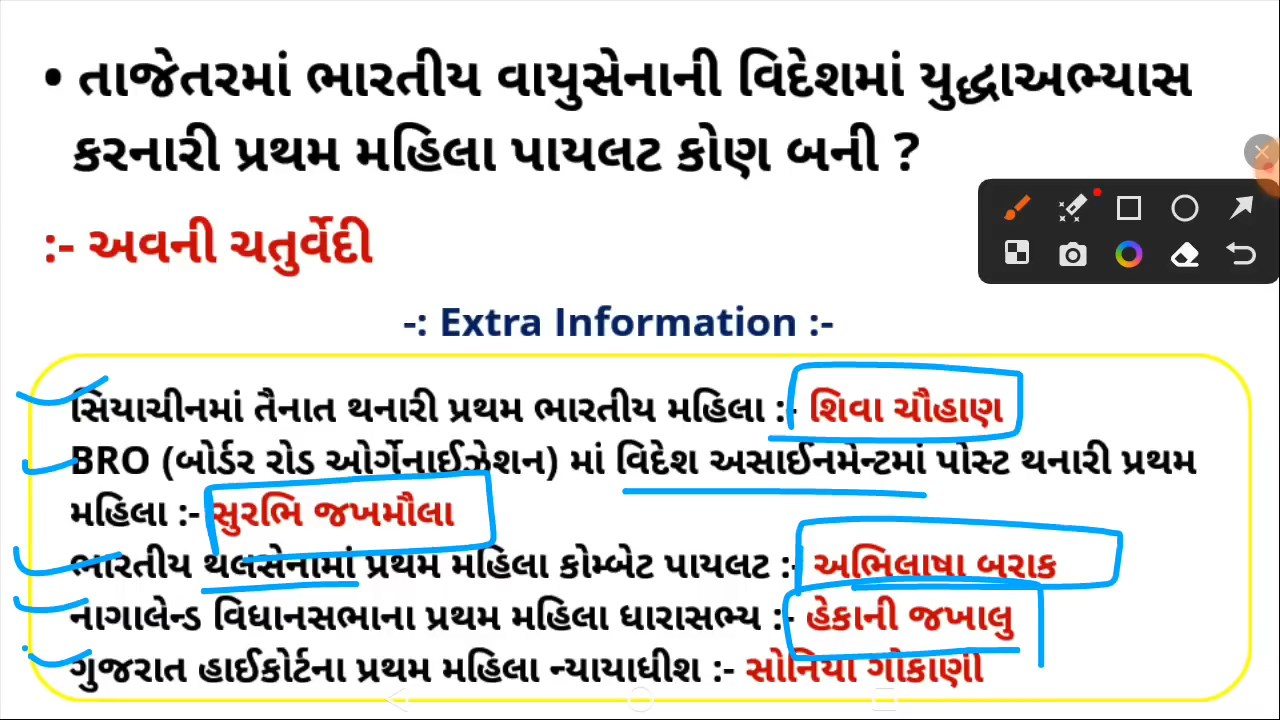 • તાજેતરમાં ભારતીય વાયુસેનાની વિદેશમાં યુદ્ધાઅભ્યાસ
કરનારી પ્રથમ મહિલા પાયલટ કોણ બની ?
:- અવની ચતુર્વેદી
-: Extra Information :-
સિયાચીનમાં તૈનાત થનારી પ્રથમ ભારતીય મહિલા :- શિવા ચૌહાણ
BRO (બોર્ડર રોડ ઓર્ગેનાઈઝેશન) માં વિદેશ અસાઈનમેન્ટમાં પોસ્ટ થનારી પ્રથમ
મહિલા :- સુરભિ જખમૌલા
ભારતીય થલસેનામાં પ્રથમ મહિલા કોમ્બેટ પાયલટ :- અભિલાષા બરાક
નાગાલેન્ડ વિધાનસભાના પ્રથમ મહિલા ધારાસભ્ય :- હેકાની જખાલુ
ગુજરાત હાઈકોર્ટના પ્રથમ મહિલા ન્યાયાધીશ :- સોનિયા ગોકાણી